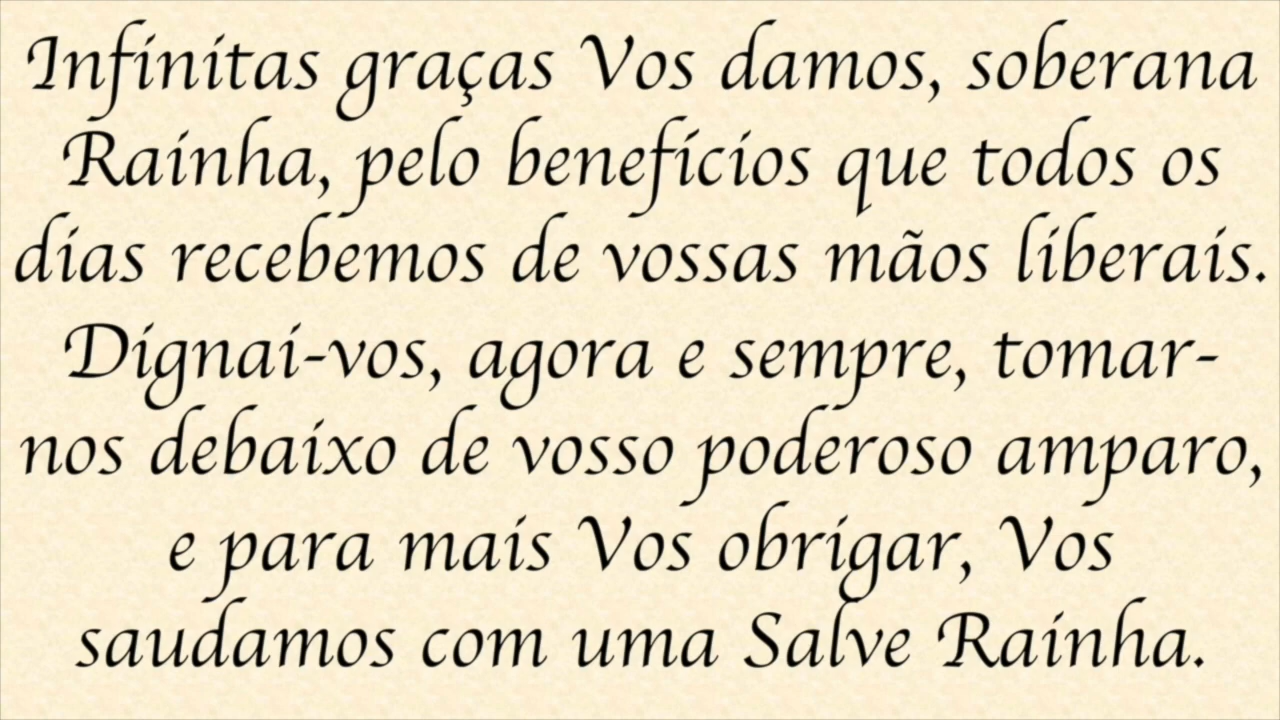 Infinitas graças Vos damos, soberana
Rainha, pelo benefícios que todos os
dias recebemos de vossas mãos liberais.
Dignai-vos, agora e sempre, tomar-
nos debaixo de vosso poderoso amparo,
e para mais Vos obrigar, Vos
saudamos com uma Salve Rainha.